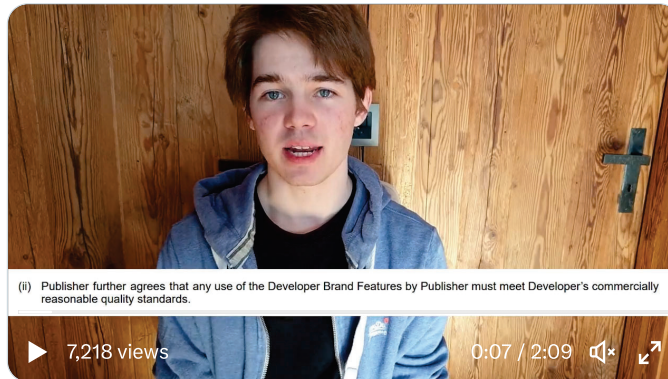 (ii) Publisher further agrees that any use of the Developer Brand Features by Publisher must meet Developer's commercially
reasonable quality standards.
7,218 views
0:07 / 2:09